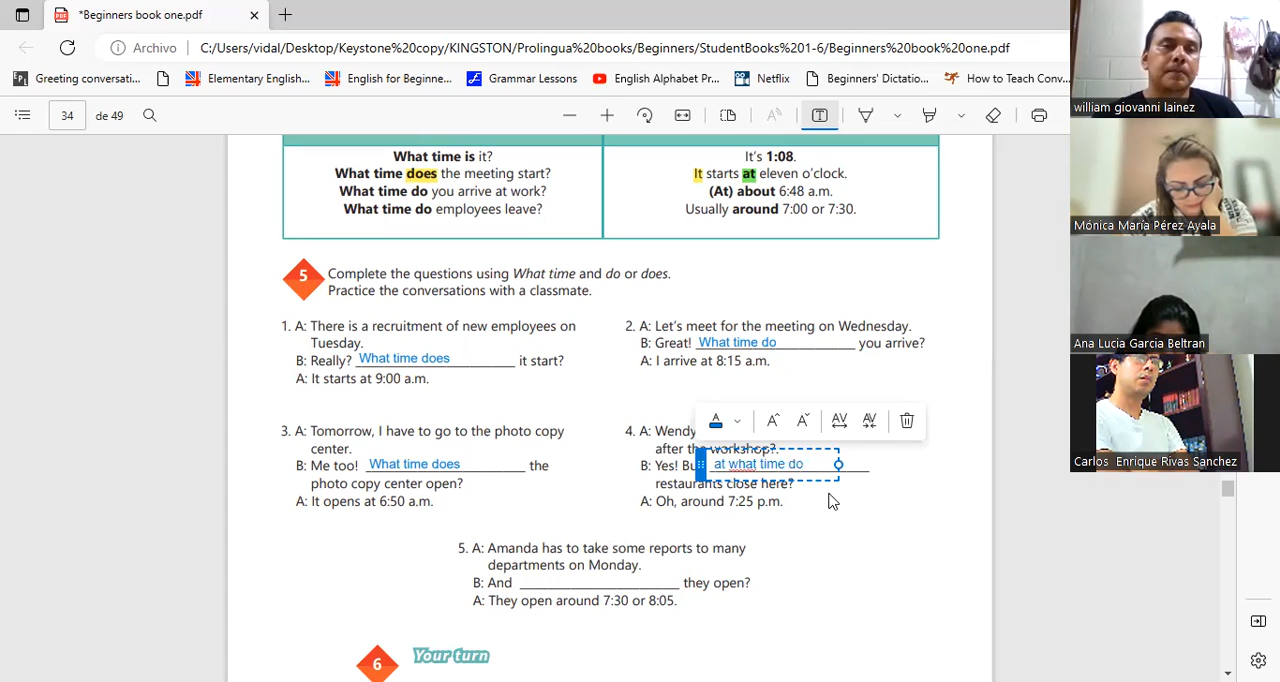 *Beginners book one.pdf
Archivo
C:/Users/vidal/Desktop/Keystone%20copy/KINGSTON/Prolingua%20books/Beginners/StudentBooks%201-6/Beginners%20book%20one.pdf
Greeting conversati...
Elementary English...
English for Beginne...
Grammar Lessons
English Alphabet Pr...
Netflix
Beginners' Dictatio...
How to Teach Conv...
34 de 49
What time is it?
What time does the meeting start?
What time do you arrive at work?
What time do employees leave?
It's 1:08.
It starts at eleven o'clock.
(At) about 6:48 a.m.
Usually around 7:00 or 7:30.
5
Complete the questions using What time and do or does.
Practice the conversations with a classmate.
1. A: There is a recruitment of new employees on
Tuesday.
B: Really? What time does it start?
A: It starts at 9:00 a.m.
2. A: Let's meet for the meeting on Wednesday.
B: Great! What time do you arrive?
A: I arrive at 8:15 a.m.
3. A: Tomorrow, I have to go to the photo copy
center.
B: Me too! What time does the
photo copy center open?
A: It opens at 6:50 a.m.
4. A: Wendy
after the workshop?
B: Yes! Bu at what time do
restaurants close here?
A: Oh, around 7:25 p.m.
5. A: Amanda has to take some reports to many
departments on Monday.
B: And ____________________ they open?
A: They open around 7:30 or 8:05.
6
Your turn
william giovanni lainez
Mónica María Pérez Ayala
Ana Lucia Garcia Beltran
Carlos Enrique Rivas Sanchez